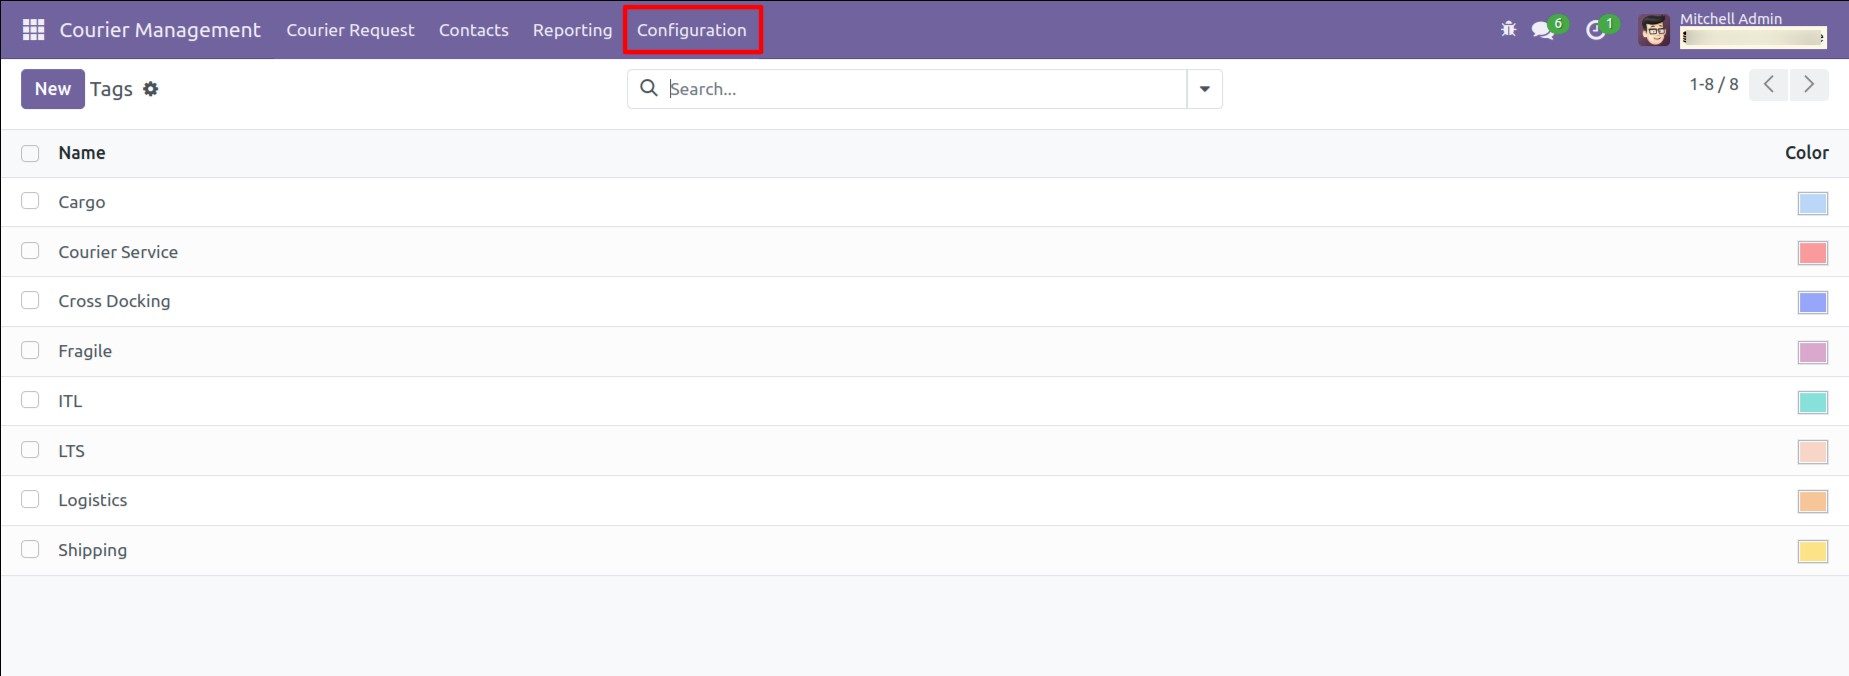 Courier Management Courier Request Contacts Reporting Configuration 6 1 Mitchell Admin
New Tags Search... 1-8 / 8
Name Color
Cargo
Courier Service
Cross Docking
Fragile
ITL
LTS
Logistics
Shipping